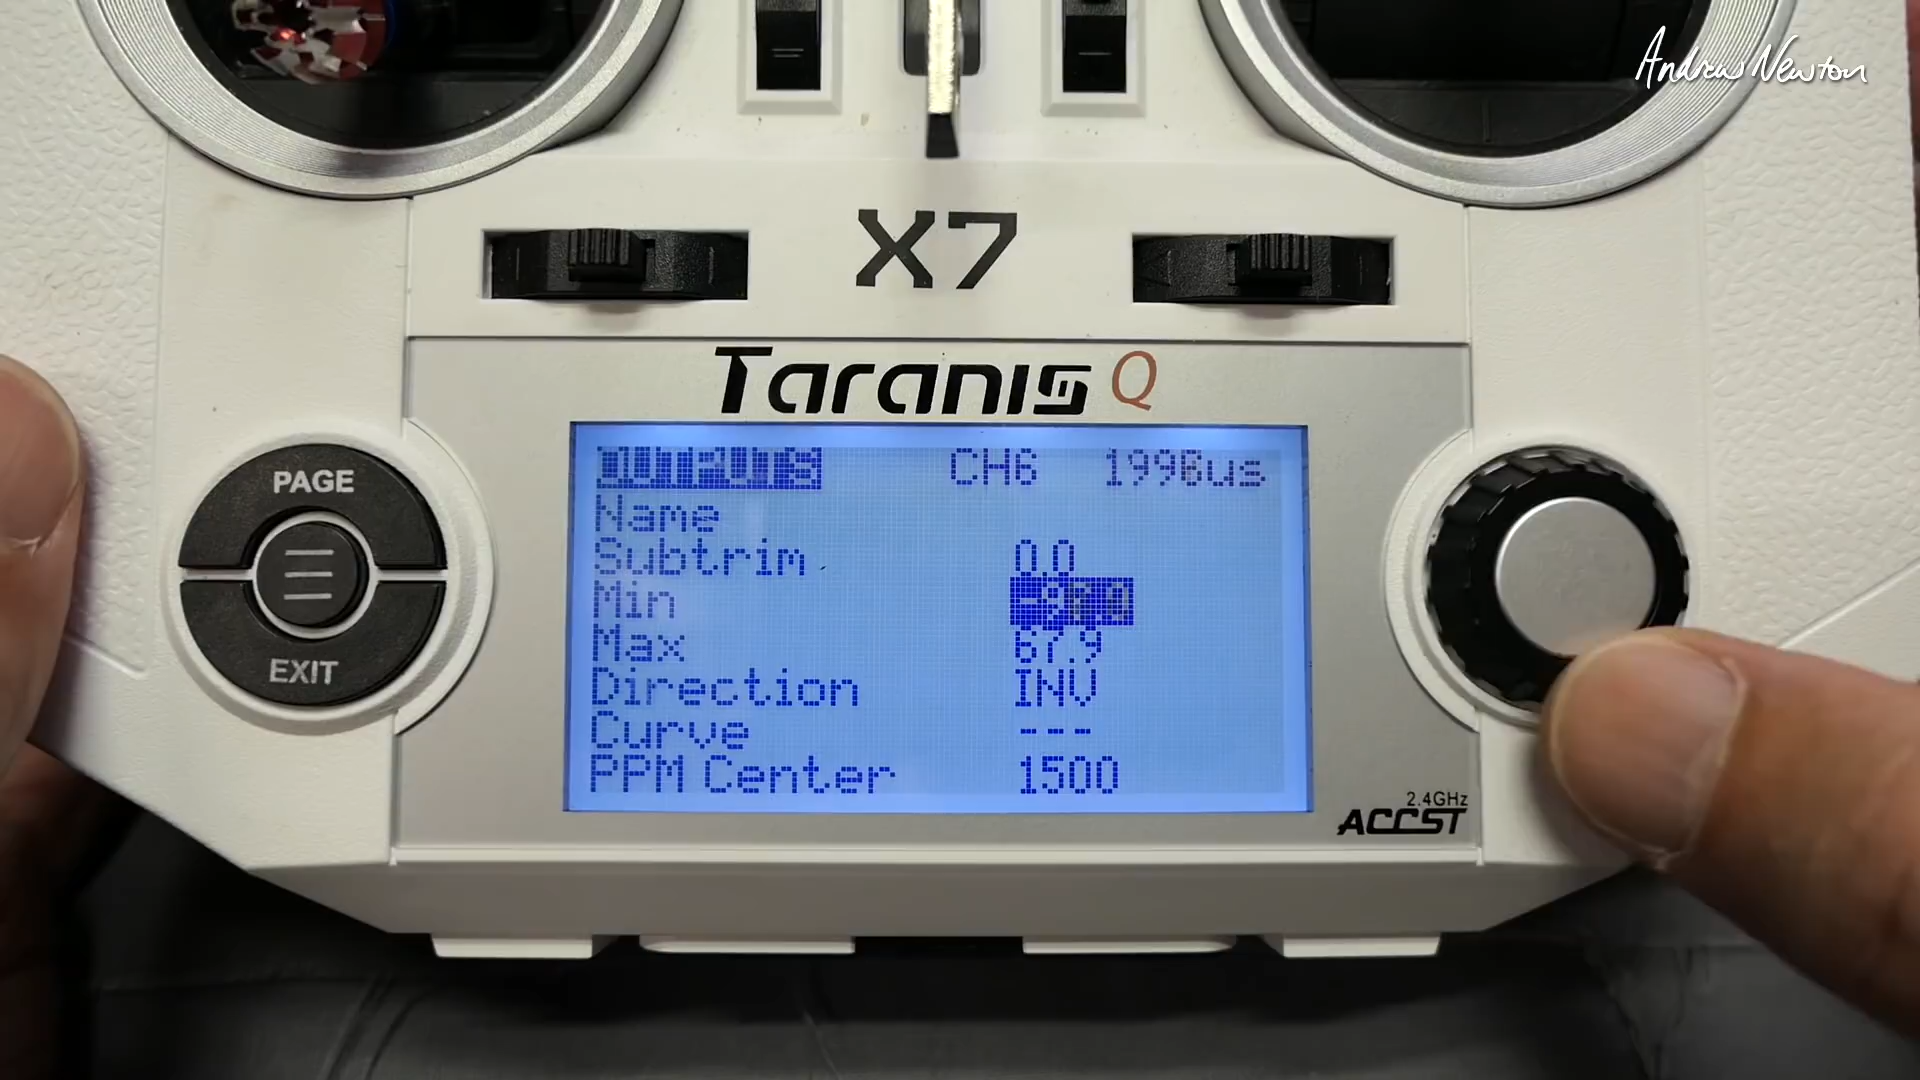 Andrew Newton
X7
Taranis Q
PAGE
EXIT
OUTPUTS CH6
Name
Subtrim 0.0
Min
Max 67.9
Direction INV
Curve ---
PPM Center 1500
2.4GHz
ACCST